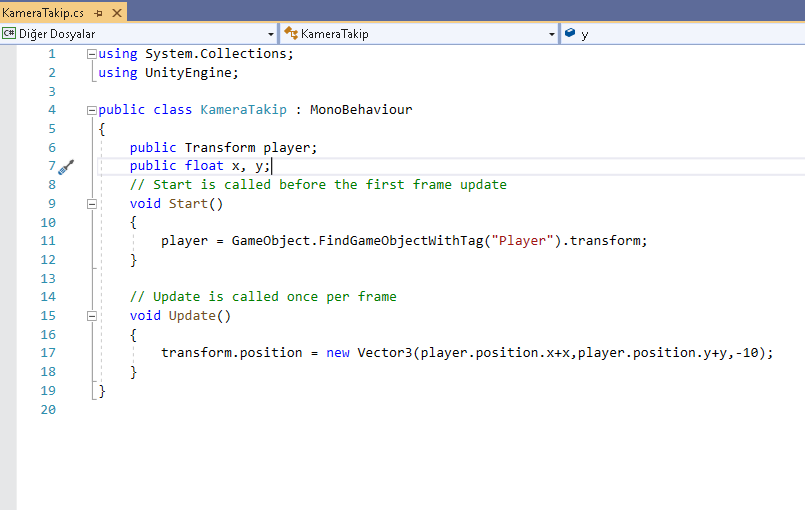 KameraTakip.cs
C# Diğer Dosyalar KameraTakip y
1 using System.Collections;
2 using UnityEngine;
3
4 public class KameraTakip : MonoBehaviour
5 {
6 public Transform player;
7 public float x, y;
8 // Start is called before the first frame update
9 void Start()
10 {
11 player = GameObject.FindGameObjectWithTag("Player").transform;
12 }
13
14 // Update is called once per frame
15 void Update()
16 {
17 transform.position = new Vector3(player.position.x+x,player.position.y+y,-10);
18 }
19 }
20